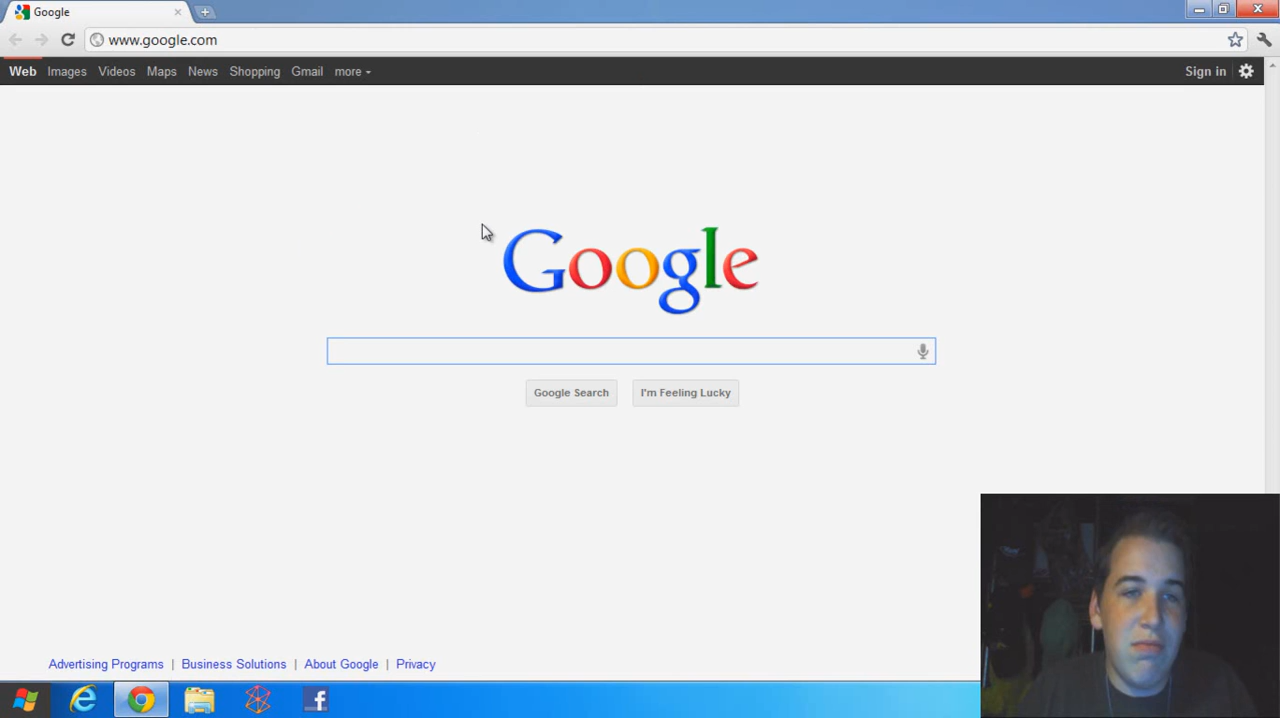 Google
www.google.com
Web Images Videos Maps News Shopping Gmail more Sign in
Google
Google Search I'm Feeling Lucky
Advertising Programs | Business Solutions | About Google | Privacy